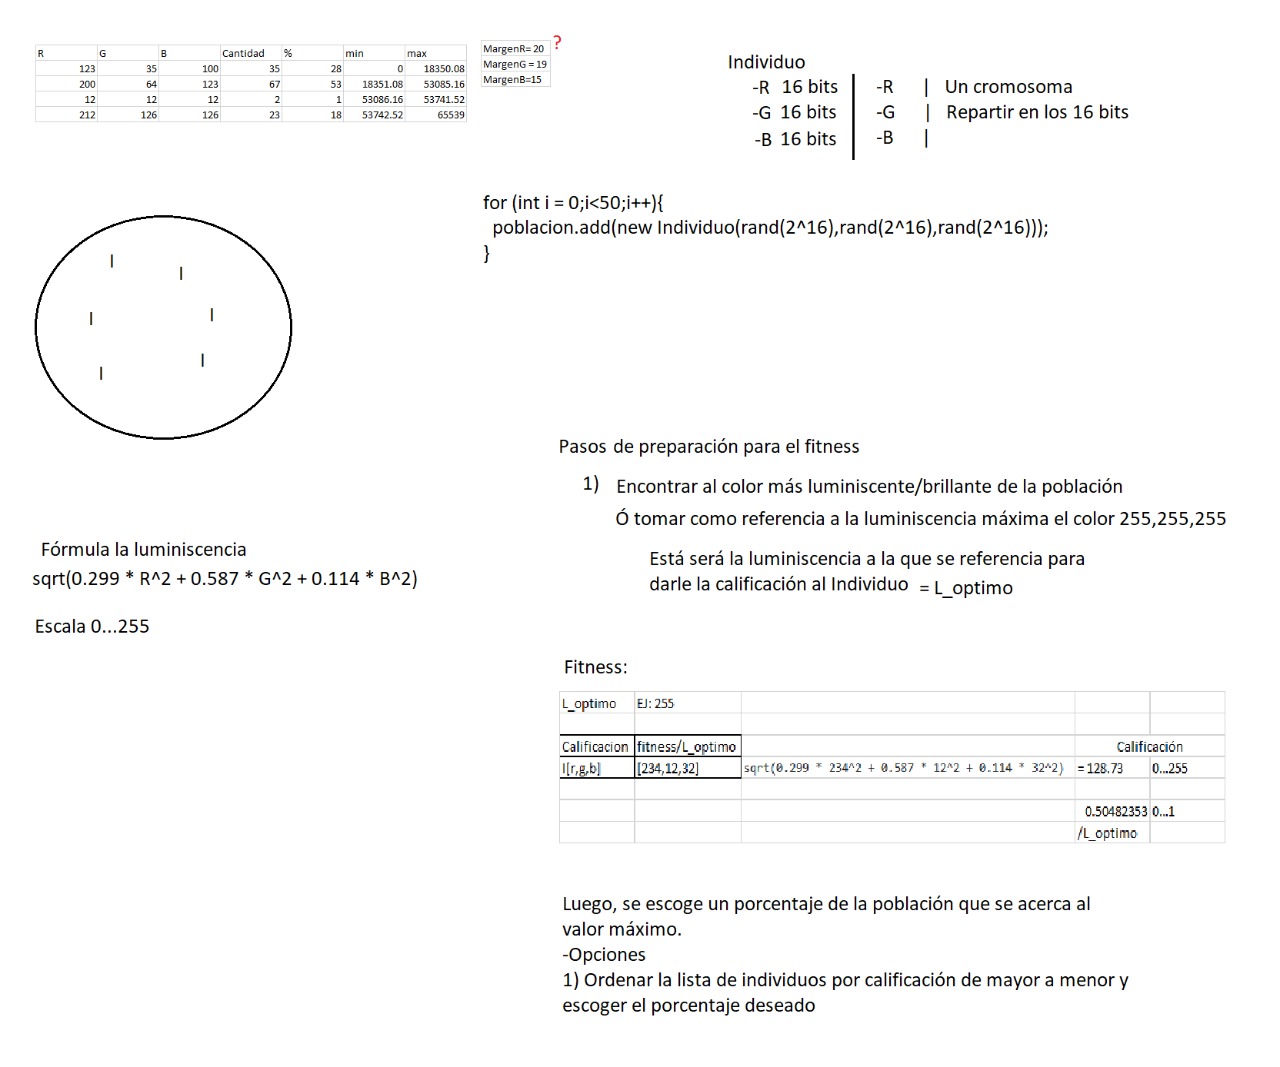 R G B Cantidad % min max
123 35 100 35 28 0 18350.08
200 64 123 67 53 18351.08 53085.16
12 12 12 2 1 53086.16 53741.52
212 126 126 23 18 53742.52 65539
MargenR= 20 ?
MargenG = 19
MargenB=15
Individuo
-R 16 bits -R | Un cromosoma
-G 16 bits -G | Repartir en los 16 bits
-B 16 bits -B |
for (int i = 0;i<50;i++){
poblacion.add(new Individuo(rand(2^16),rand(2^16),rand(2^16)));
}
I
I
I
I
I
I
Pasos de preparación para el fitness
1) Encontrar al color más luminiscente/brillante de la población
Ó tomar como referencia a la luminiscencia máxima el color 255,255,255
Está será la luminiscencia a la que se referencia para
darle la calificación al Individuo = L_optimo
Fórmula la luminiscencia
sqrt(0.299 * R^2 + 0.587 * G^2 + 0.114 * B^2)
Escala 0...255
Fitness:
L_optimo EJ: 255
Calificacion fitness/L_optimo Calificación
I[r,g,b] [234,12,32] sqrt(0.299 * 234^2 + 0.587 * 12^2 + 0.114 * 32^2) = 128.73 0...255
0.50482353 0...1
/L_optimo
Luego, se escoge un porcentaje de la población que se acerca al
valor máximo.
-Opciones
1) Ordenar la lista de individuos por calificación de mayor a menor y
escoger el porcentaje deseado